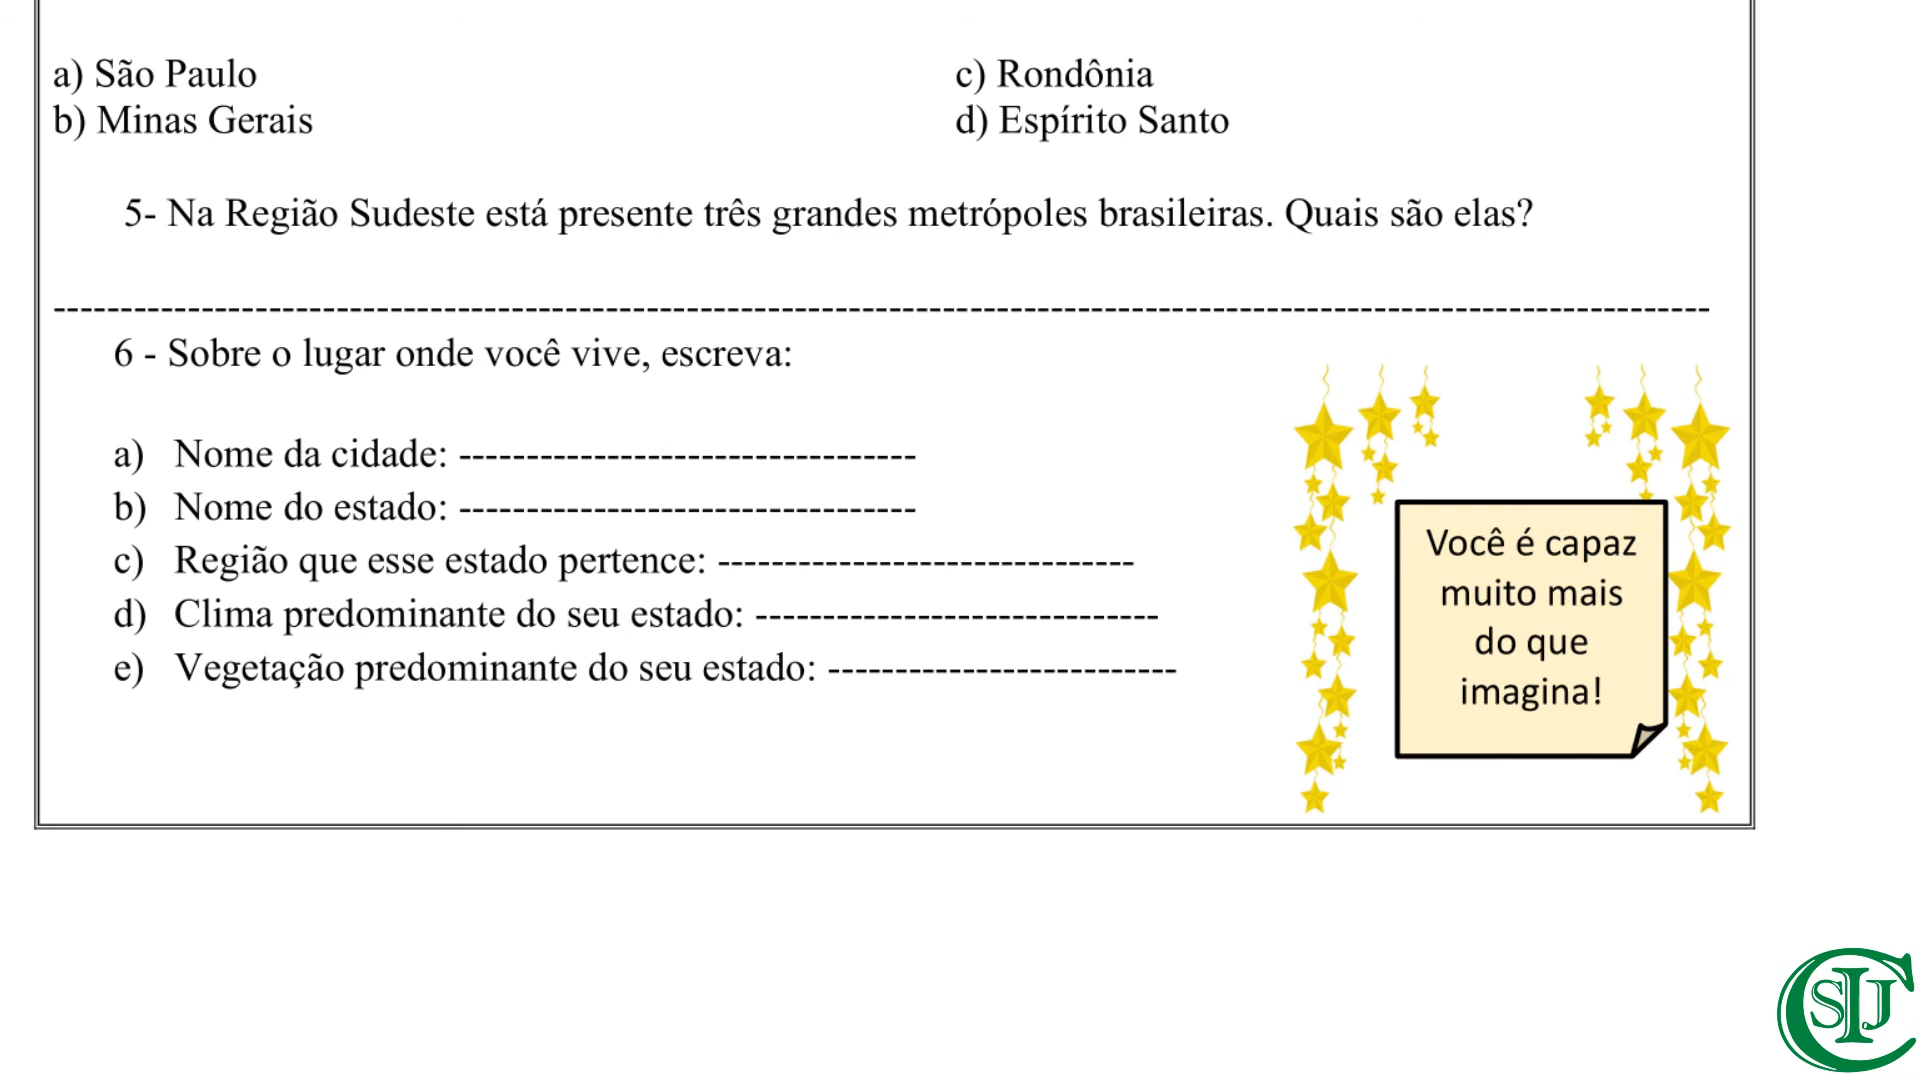 a) São Paulo
c) Rondônia
b) Minas Gerais
d) Espírito Santo
5- Na Região Sudeste está presente três grandes metrópoles brasileiras. Quais são elas?
6 - Sobre o lugar onde você vive, escreva:
a) Nome da cidade: ----------------------------------
b) Nome do estado: ----------------------------------
c) Região que esse estado pertence: -------------------------------
d) Clima predominante do seu estado: ------------------------------
e) Vegetação predominante do seu estado: --------------------------
Você é capaz
muito mais
do que
imagina!
CSIJ